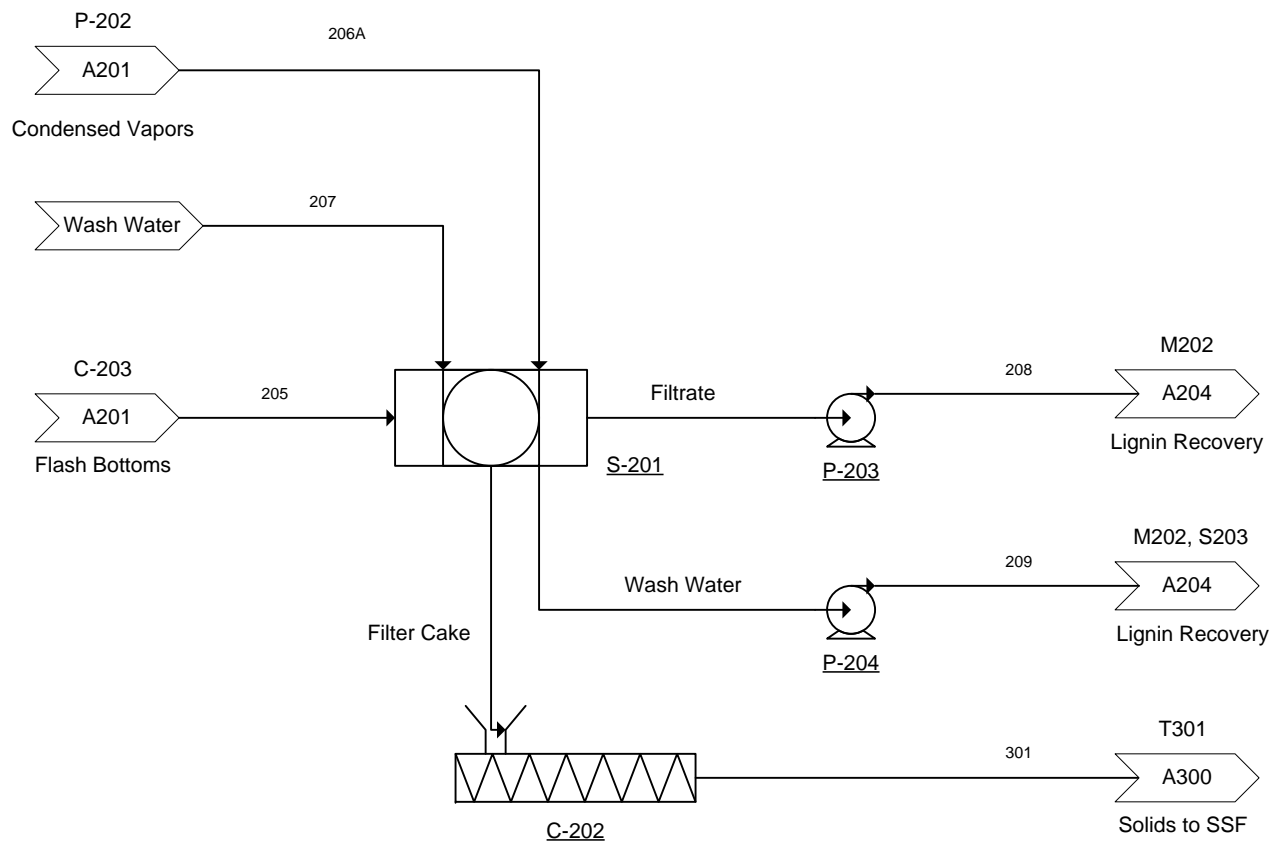 P-202
206A
A201
Condensed Vapors
207
Wash Water
C-203
205
A201
Flash Bottoms
S-201
Filtrate
P-203
208
M202
A204
Lignin Recovery
Wash Water
P-204
209
M202, S203
A204
Lignin Recovery
Filter Cake
C-202
301
T301
A300
Solids to SSF